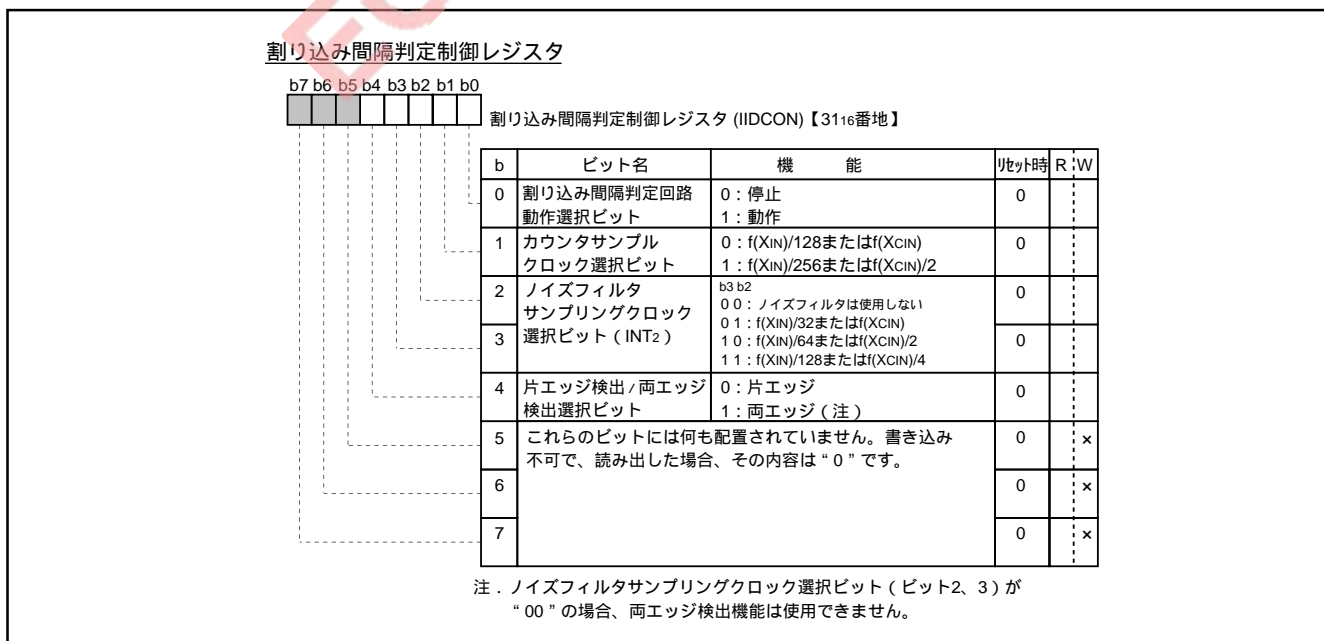 EO
割り込み間隔判定制御レジスタ
b7 b6 b5 b4 b3 b2 b1 b0
割り込み間隔判定制御レジスタ (IIDCON)【3116番地】
b ビット名 機 能 リセット時 R W
0 割り込み間隔判定回路 0：停止 0
動作選択ビット 1：動作
1 カウンタサンプル 0：f(XIN)/128またはf(XCIN) 0
クロック選択ビット 1：f(XIN)/256またはf(XCIN)/2
2 ノイズフィルタ b3 b2 0
サンプリングクロック 0 0：ノイズフィルタは使用しない
0 1：f(XIN)/32またはf(XCIN)
3 選択ビット（INT2） 1 0：f(XIN)/64またはf(XCIN)/2 0
1 1：f(XIN)/128またはf(XCIN)/4
4 片エッジ検出/両エッジ 0：片エッジ 0
検出選択ビット 1：両エッジ（注）
5 これらのビットには何も配置されていません。書き込み 0 ×
不可で、読み出した場合、その内容は“0”です。
6 0 ×
7 0 ×
注．ノイズフィルタサンプリングクロック選択ビット（ビット2、3）が
“00”の場合、両エッジ検出機能は使用できません。